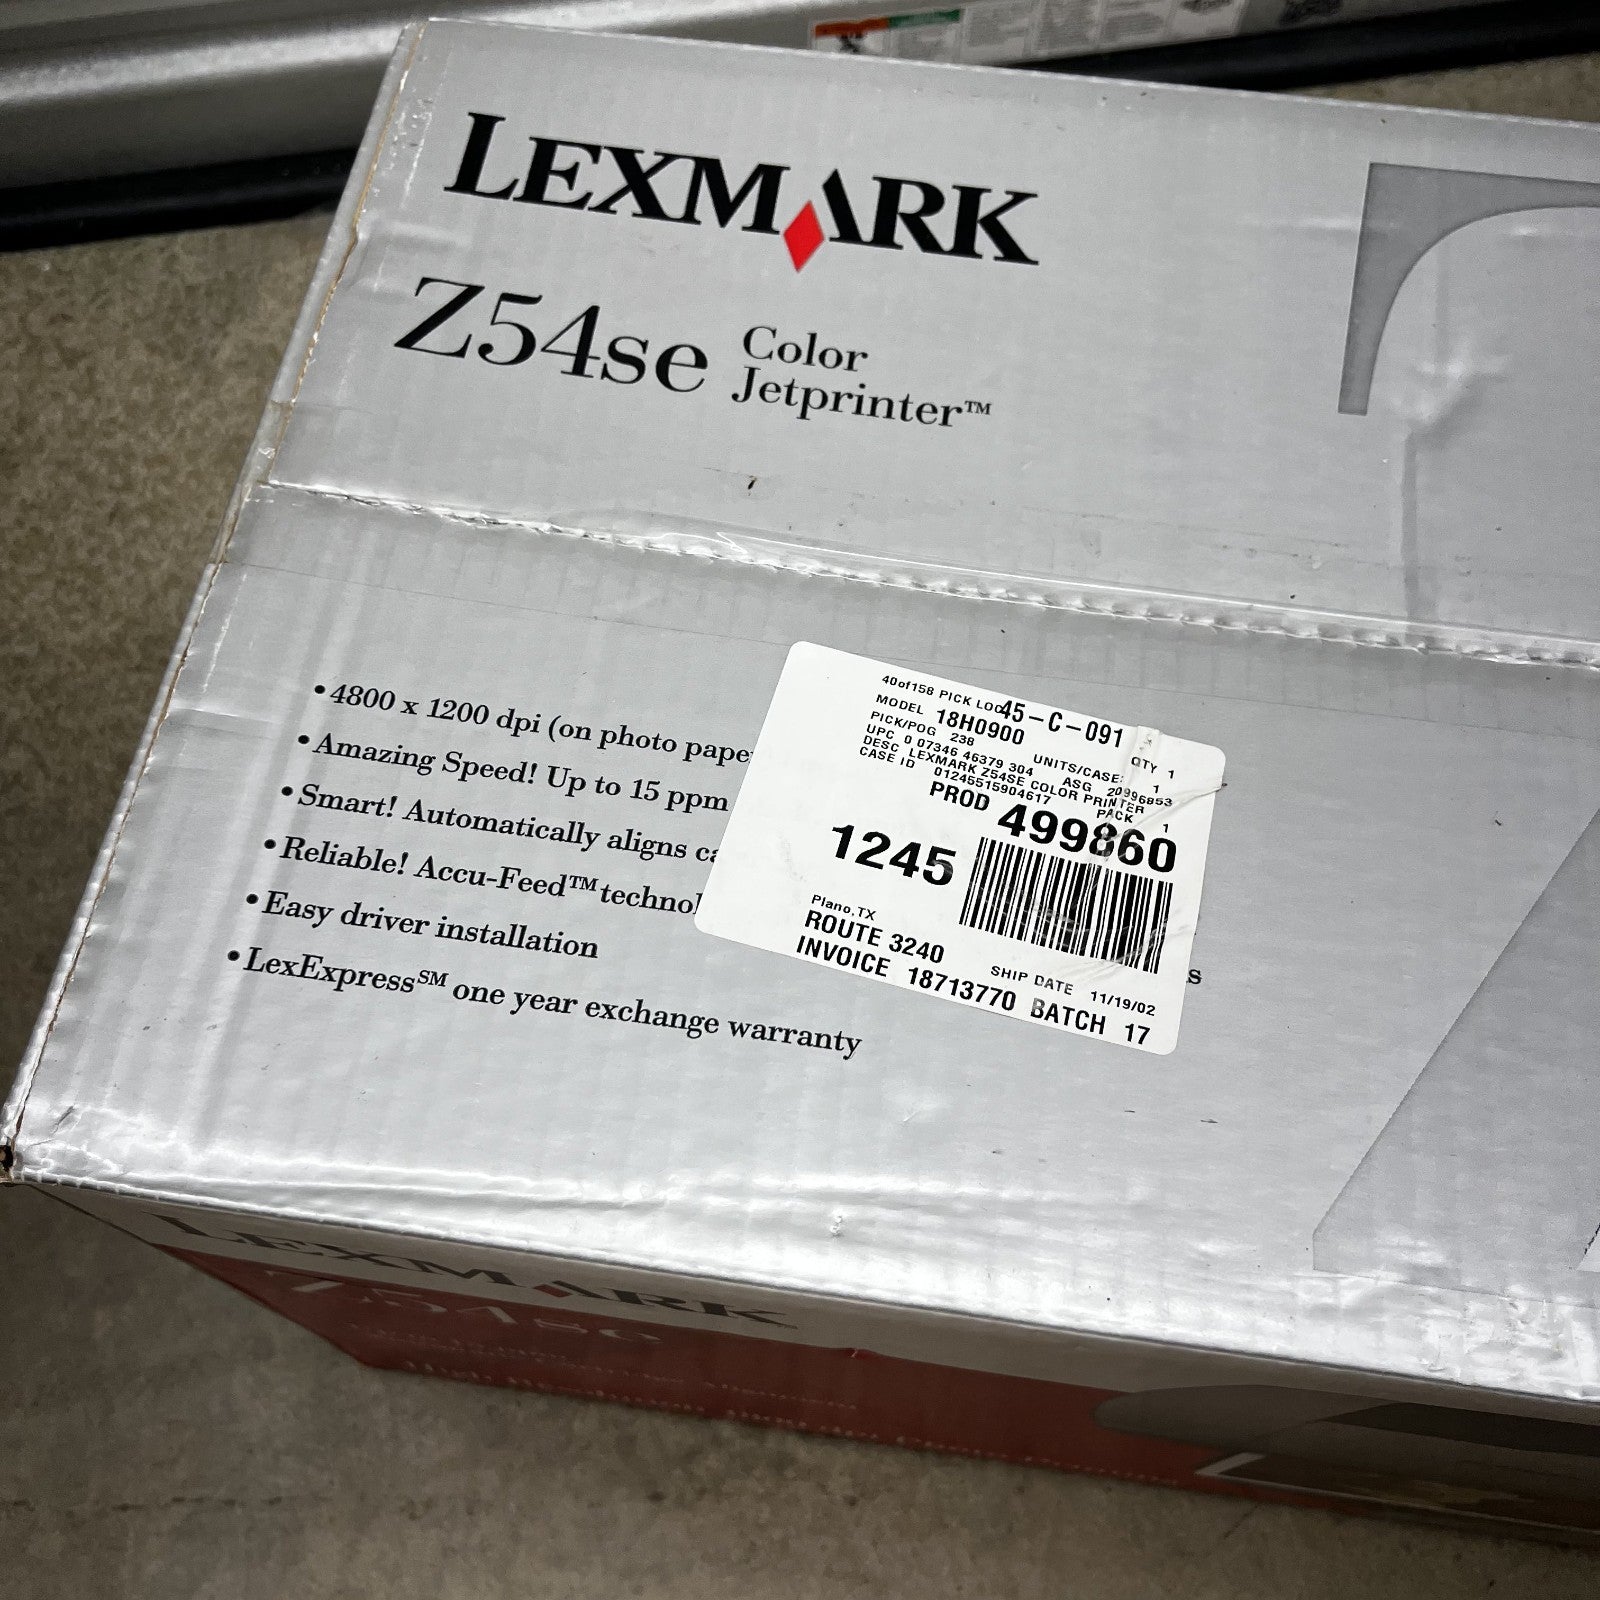 LEXMARK
Z54se Color
Jetprinter™
• 4800 x 1200 dpi (on photo pape
• Amazing Speed! Up to 15 ppm
• Smart! Automatically aligns ca
• Reliable! Accu-Feed™ technol
• Easy driver installation
• LexExpress℠ one year exchange warranty
s
40of158 PICK LOC 45-C-091
MODEL 18H0900 QTY 1
PICK/POG 238 UNITS/CASE: 1
UPC 0 07346 46379 304 ASG 20996853
DESC LEXMARK Z54SE COLOR PRINTER
CASE ID 01245515904617 PACK 1
PROD 499860
1245
Plano,TX
ROUTE 3240 SHIP DATE 11/19/02
INVOICE 18713770 BATCH 17
LEXMARK
Z54se